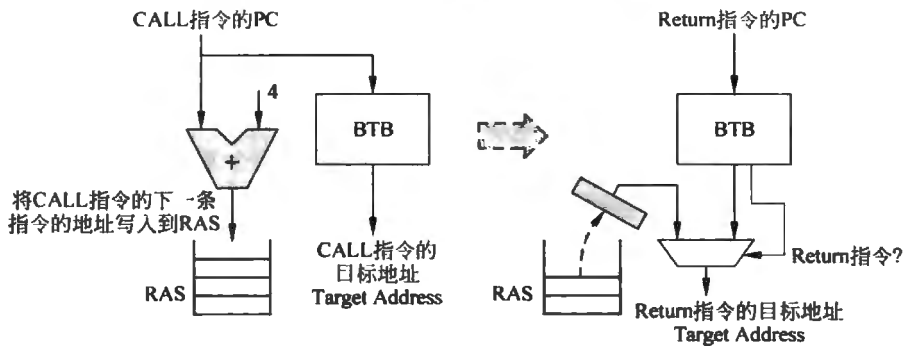 CALL指令的PC
4
BTB
+
将CALL指令的下一条
指令的地址写入到RAS
RAS
CALL指令的
目标地址
Target Address
Return指令的PC
BTB
RAS
Return指令?
Return指令的目标地址
Target Address